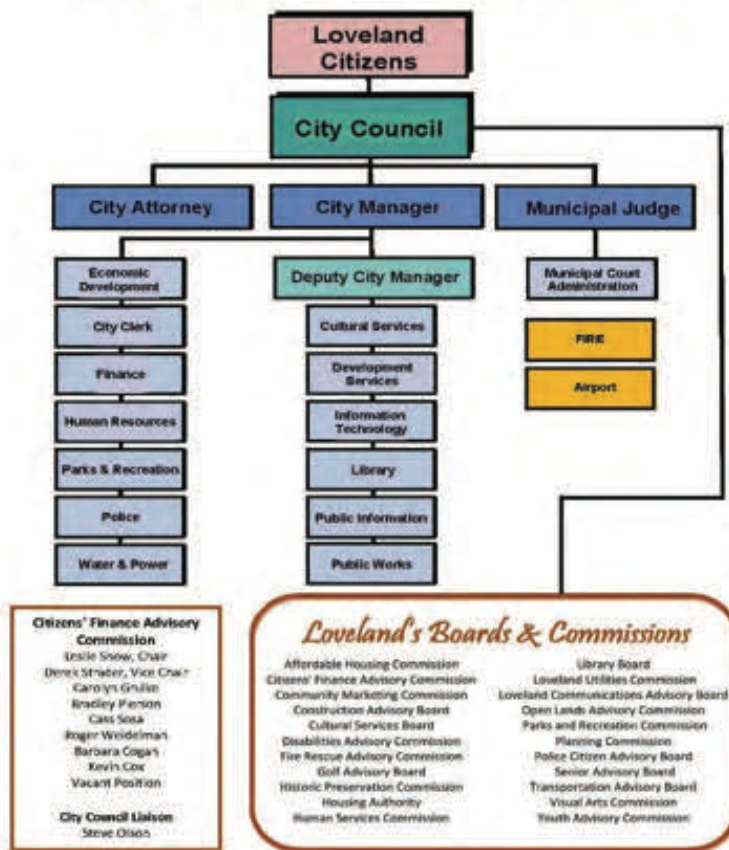 Loveland
Citizens
City Council
City Attorney
City Manager
Municipal Judge
Economic
Development
City Clerk
Finance
Human Resources
Parks & Recreation
Police
Water & Power
Deputy City Manager
Cultural Services
Development
Services
Information
Technology
Library
Public Information
Public Works
Municipal Court
Administration
FIRE
Airport
Citizens' Finance Advisory
Commission
Leslie Snow, Chair
Derek Strader, Vice Chair
Carolyn
Bradley Pierson
Cass Sosa
Roger Weidelman
Barbara Cogan
Kevin Cox
Vacant Position
City Council Liaison
Steve Olson
Loveland's Boards & Commissions
Affordable Housing Commission
Citizens' Finance Advisory Commission
Community Marketing Commission
Construction Advisory Board
Cultural Services Board
Disabilities Advisory Commission
Fire Rescue Advisory Commission
Golf Advisory Board
Historic Preservation Commission
Housing Authority
Human Services Commission
Library Board
Loveland Utilities Commission
Loveland Communications Advisory Board
Open Lands Advisory Commission
Parks and Recreation Commission
Planning Commission
Police Citizen Advisory Board
Senior Advisory Board
Transportation Advisory Board
Visual Arts Commission
Youth Advisory Commission